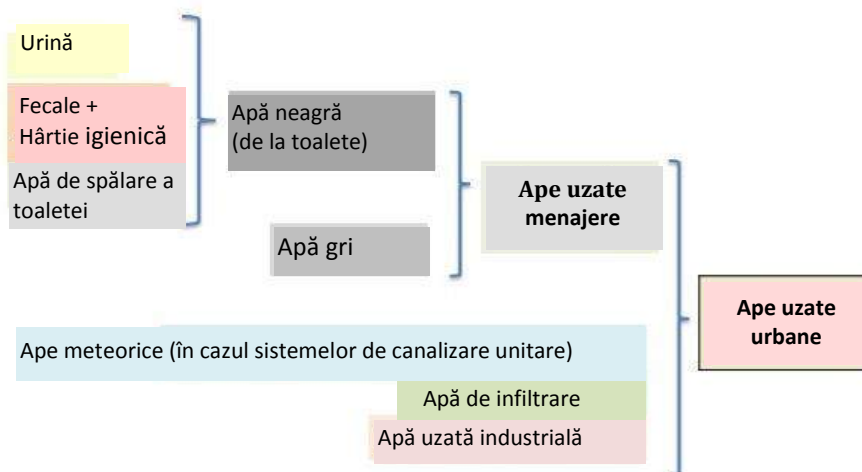 Urină
Fecale +
Hârtie igienică
Apă de spălare a
toaletei
Apă neagră
(de la toalete)
Apă gri
Ape uzate
menajere
Ape meteorice (în cazul sistemelor de canalizare unitare)
Apă de infiltrare
Apă uzată industrială
Ape uzate
urbane